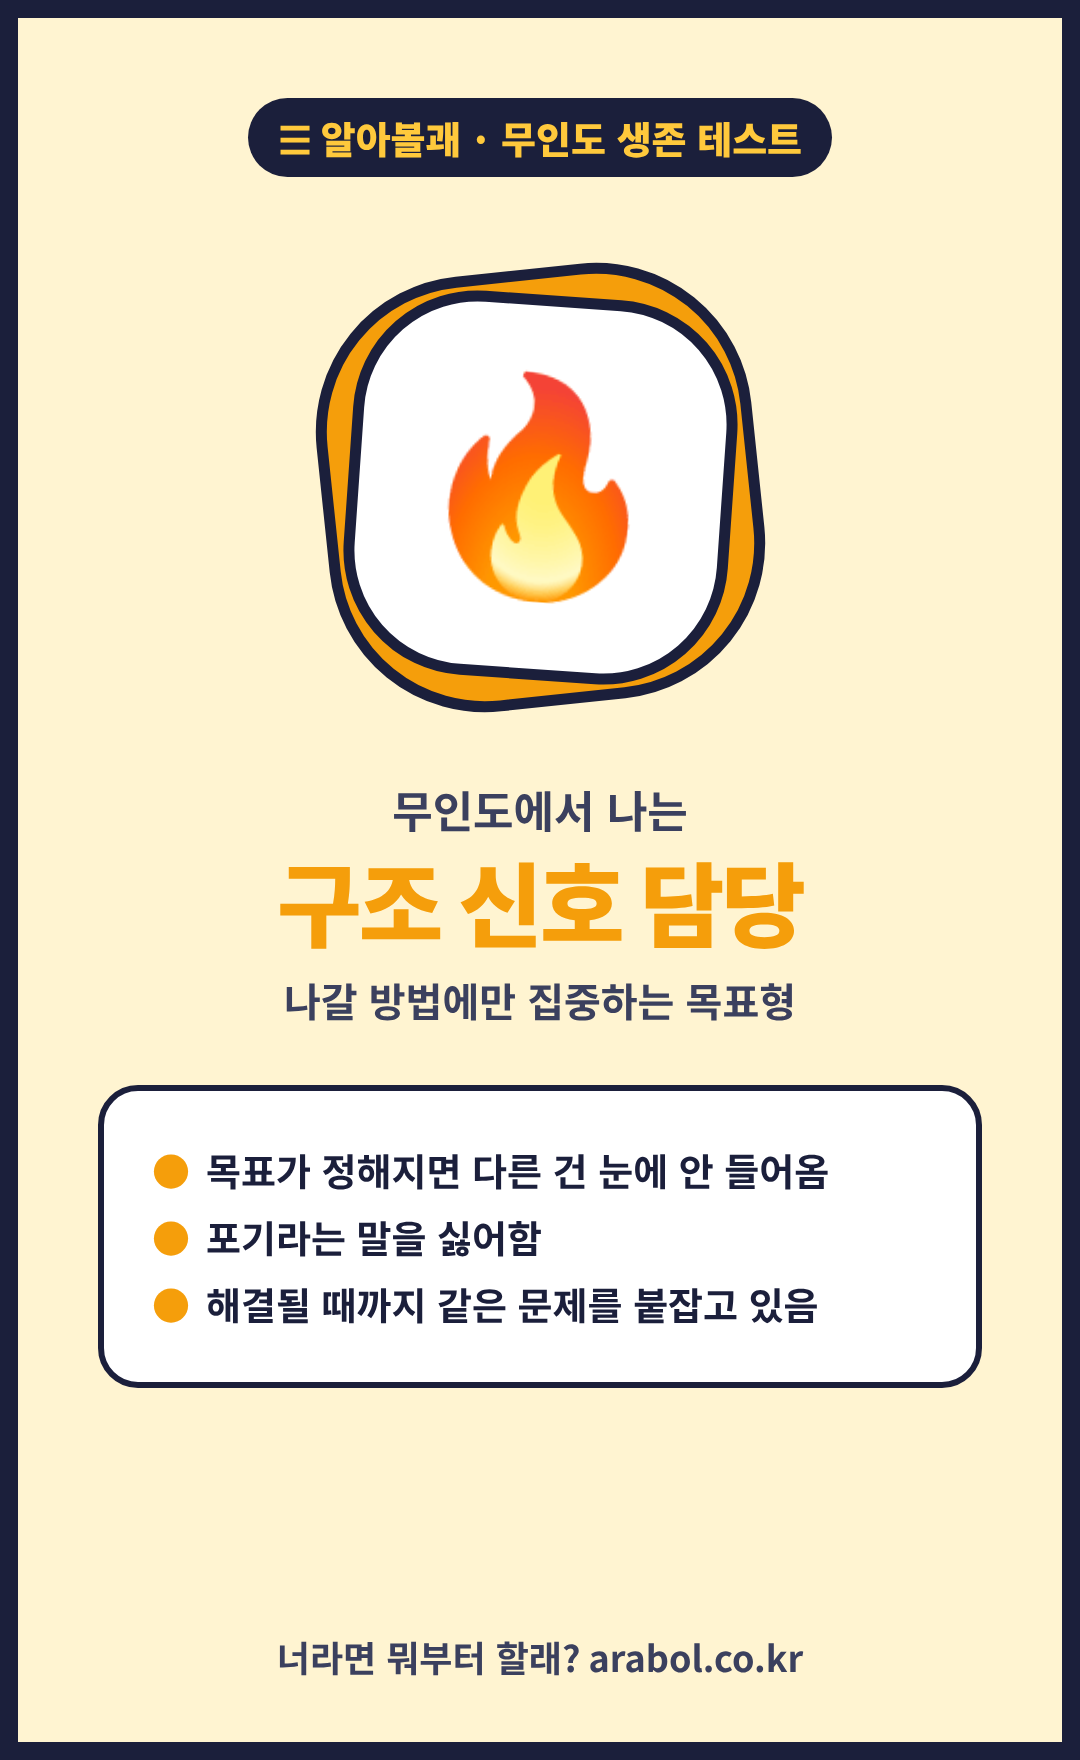 ☰ 알아볼괘 · 무인도 생존 테스트
무인도에서 나는
구조 신호 담당
나갈 방법에만 집중하는 목표형
목표가 정해지면 다른 건 눈에 안 들어옴
포기라는 말을 싫어함
해결될 때까지 같은 문제를 붙잡고 있음
너라면 뭐부터 할래? arabol.co.kr